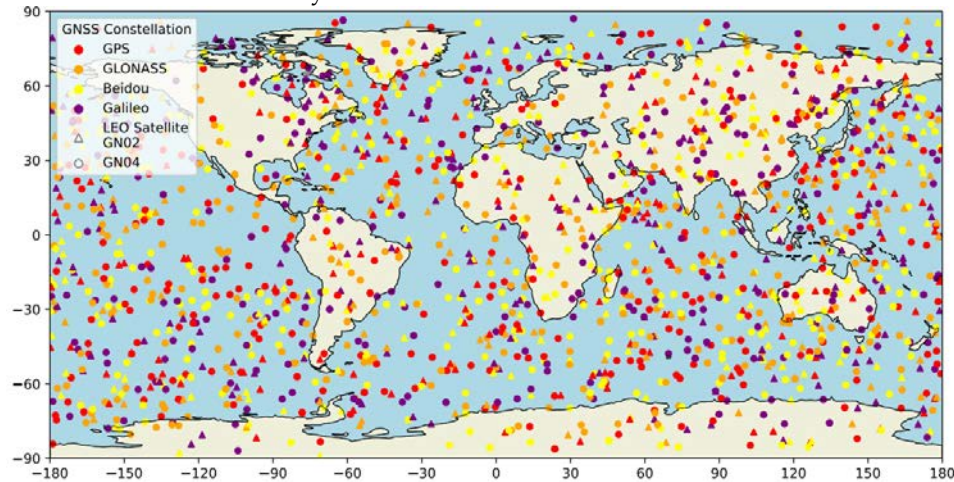 GNSS Constellation
GPS
GLONASS
Beidou
Galileo
LEO Satellite
GN02
GN04
90
60
30
0
−30
−60
−90
−180 −150 −120 −90 −60 −30 0 30 60 90 120 150 180